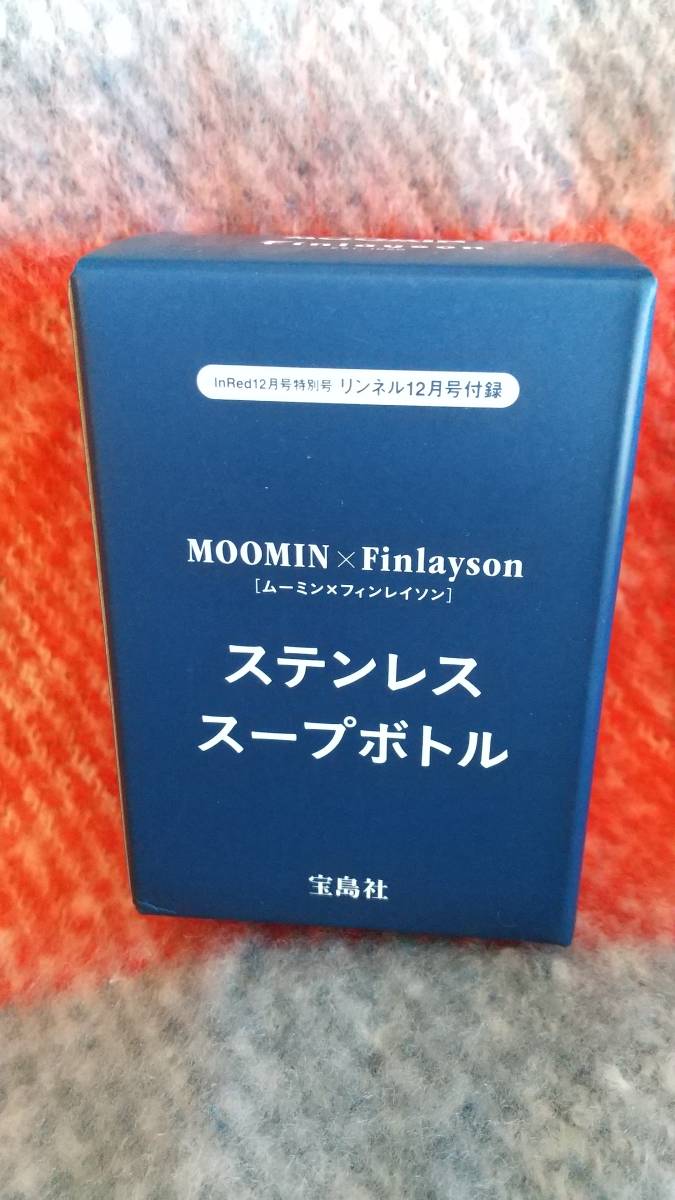 MOOMIN
Finlayson
InRed12月号特別号 リンネル12月号付録
MOOMIN×Finlayson
[ムーミン×フィンレイソン]
ステンレス
スープボトル
宝島社